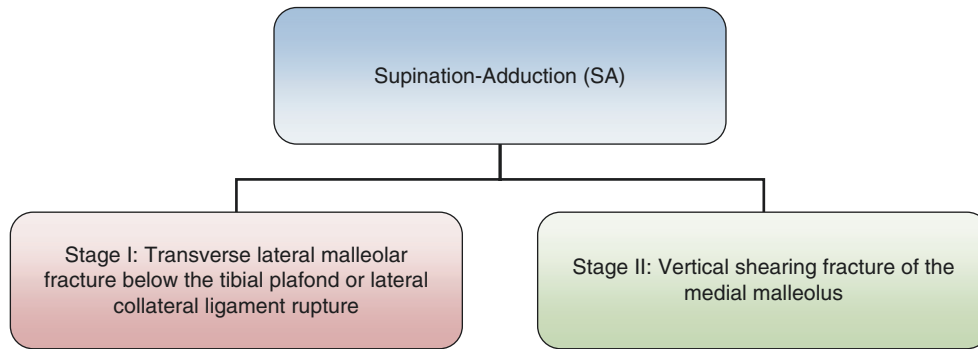 Supination-Adduction (SA)
Stage I: Transverse lateral malleolar
fracture below the tibial plafond or lateral
collateral ligament rupture
Stage II: Vertical shearing fracture of the
medial malleolus